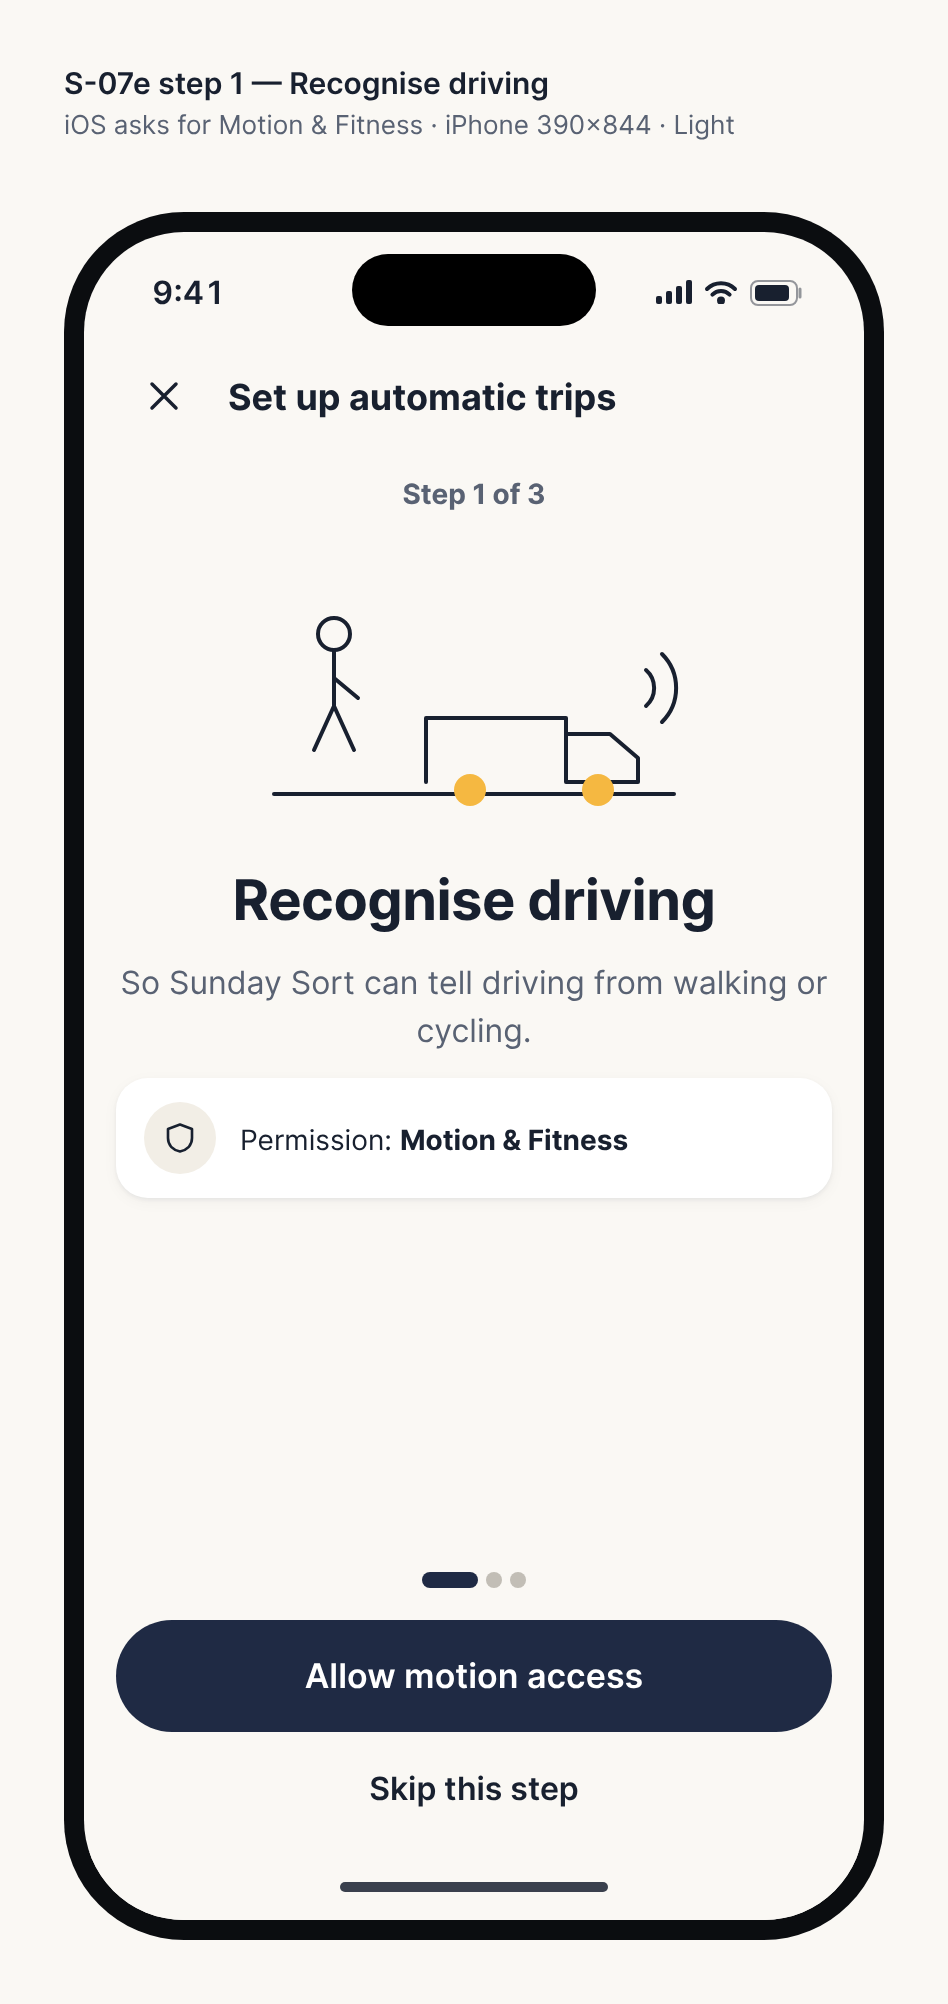 S-07e step 1 — Recognise driving
iOS asks for Motion & Fitness · iPhone 390×844 · Light
9:41
Set up automatic trips
Step 1 of 3
Recognise driving
So Sunday Sort can tell driving from walking or
cycling.
Permission: Motion & Fitness
Allow motion access
Skip this step